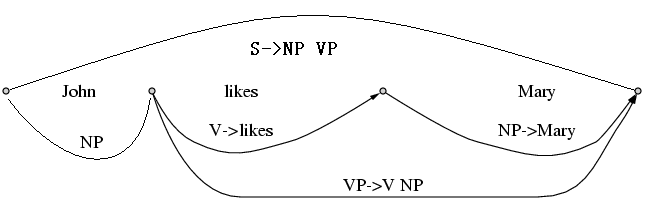 S->NP VP
John likes Mary
NP V->likes NP->Mary
VP->V NP